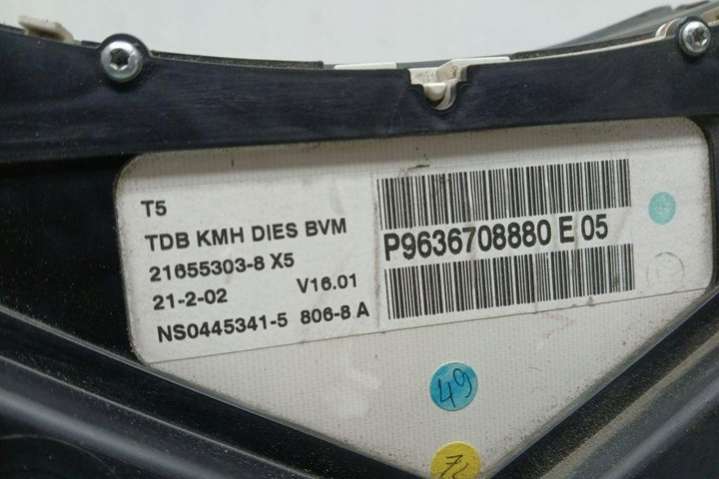 T5
TDB KMH DIES BVM
21655303-8 X5
21-2-02 V16.01
NS0445341-5 806-8 A
P9636708880 E 05
49